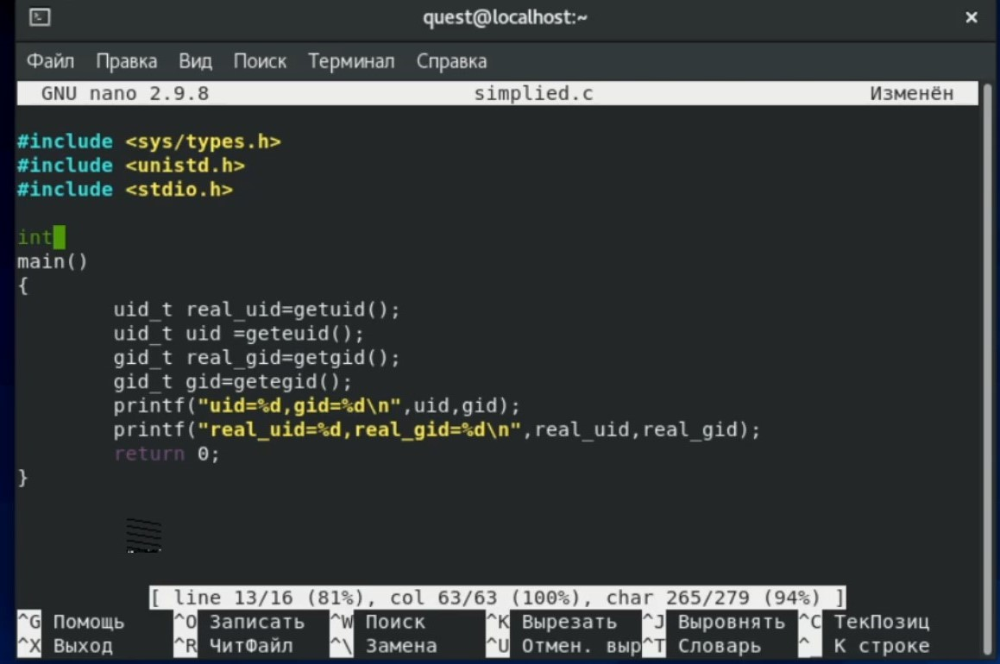 quest@localhost:~ ×
Файл Правка Вид Поиск Терминал Справка
GNU nano 2.9.8 simplied.c Изменён
#include <sys/types.h>
#include <unistd.h>
#include <stdio.h>
int
main()
{
uid_t real_uid=getuid();
uid_t uid =geteuid();
gid_t real_gid=getgid();
gid_t gid=getegid();
printf("uid=%d,gid=%d\n",uid,gid);
printf("real_uid=%d,real_gid=%d\n",real_uid,real_gid);
return 0;
}
[ line 13/16 (81%), col 63/63 (100%), char 265/279 (94%) ]
^G Помощь ^O Записать ^W Поиск ^K Вырезать ^J Выровнять ^C ТекПозиц
^X Выход ^R ЧитФайл ^\ Замена ^U Отмен. выр^T Словарь ^_ К строке